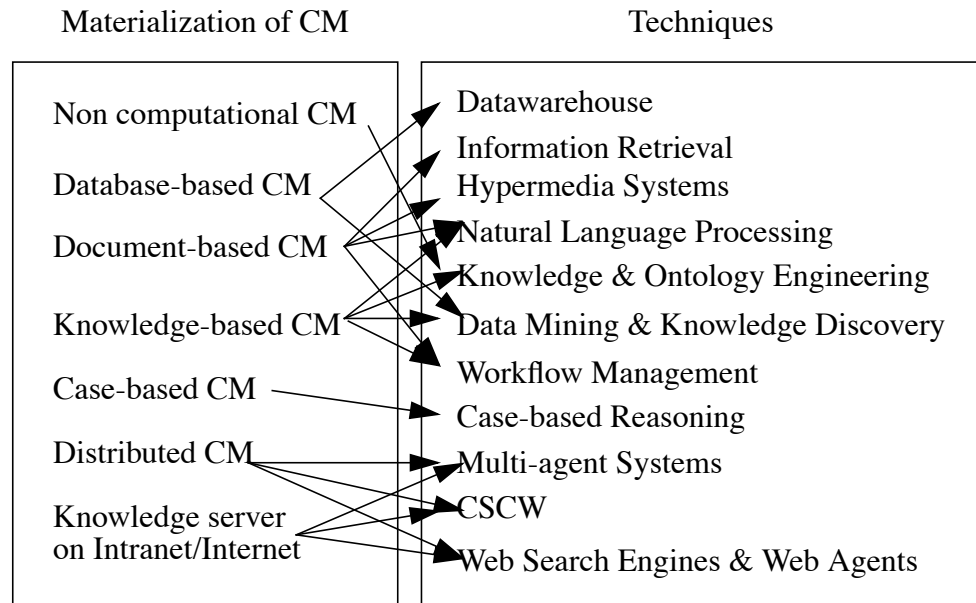 Materialization of CM
Techniques
Non computational CM
Database-based CM
Document-based CM
Knowledge-based CM
Case-based CM
Distributed CM
Knowledge server
on Intranet/Internet
Datawarehouse
Information Retrieval
Hypermedia Systems
Natural Language Processing
Knowledge & Ontology Engineering
Data Mining & Knowledge Discovery
Workflow Management
Case-based Reasoning
Multi-agent Systems
CSCW
Web Search Engines & Web Agents